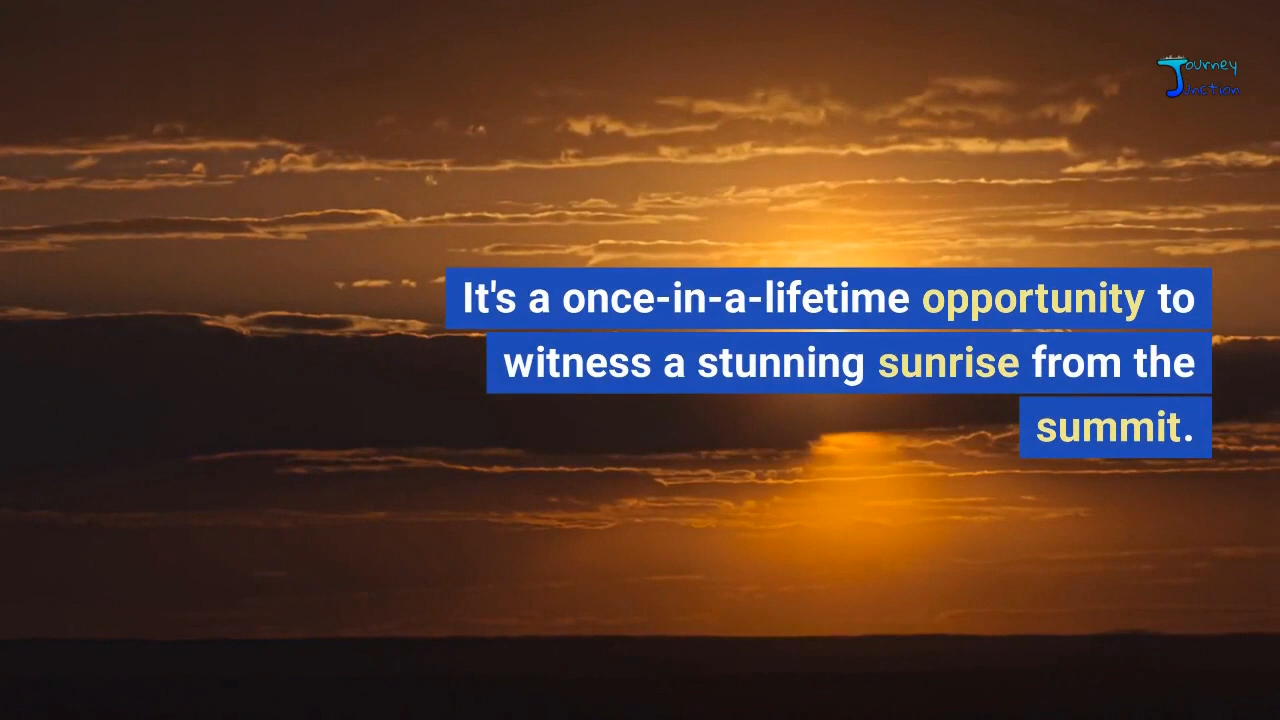 Journey
Junction
It's a once-in-a-lifetime opportunity to
witness a stunning sunrise from the
summit.